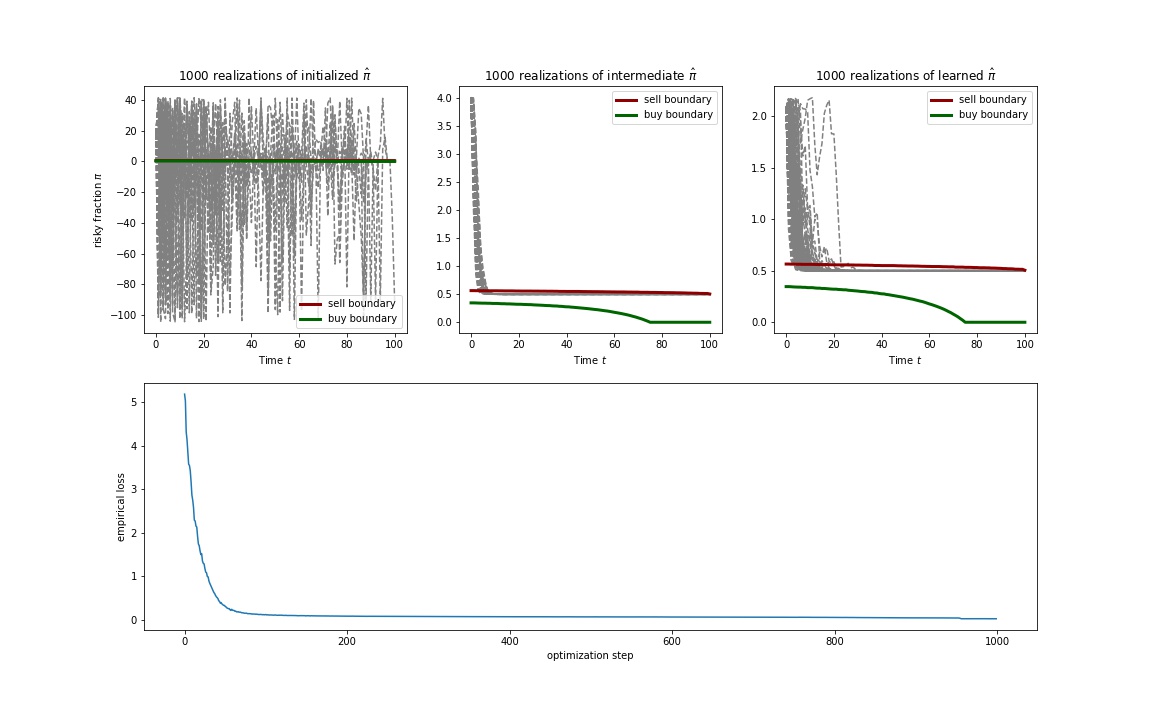 1000 realizations of initialized π̂
40
20
0
−20
−40
−60
−80
−100
risky fraction π
sell boundary
buy boundary
0 20 40 60 80 100
Time t
1000 realizations of intermediate π̂
4.0
3.5
3.0
2.5
2.0
1.5
1.0
0.5
0.0
sell boundary
buy boundary
0 20 40 60 80 100
Time t
1000 realizations of learned π̂
2.0
1.5
1.0
0.5
0.0
sell boundary
buy boundary
0 20 40 60 80 100
Time t
5
4
3
2
1
0
empirical loss
0 200 400 600 800 1000
optimization step